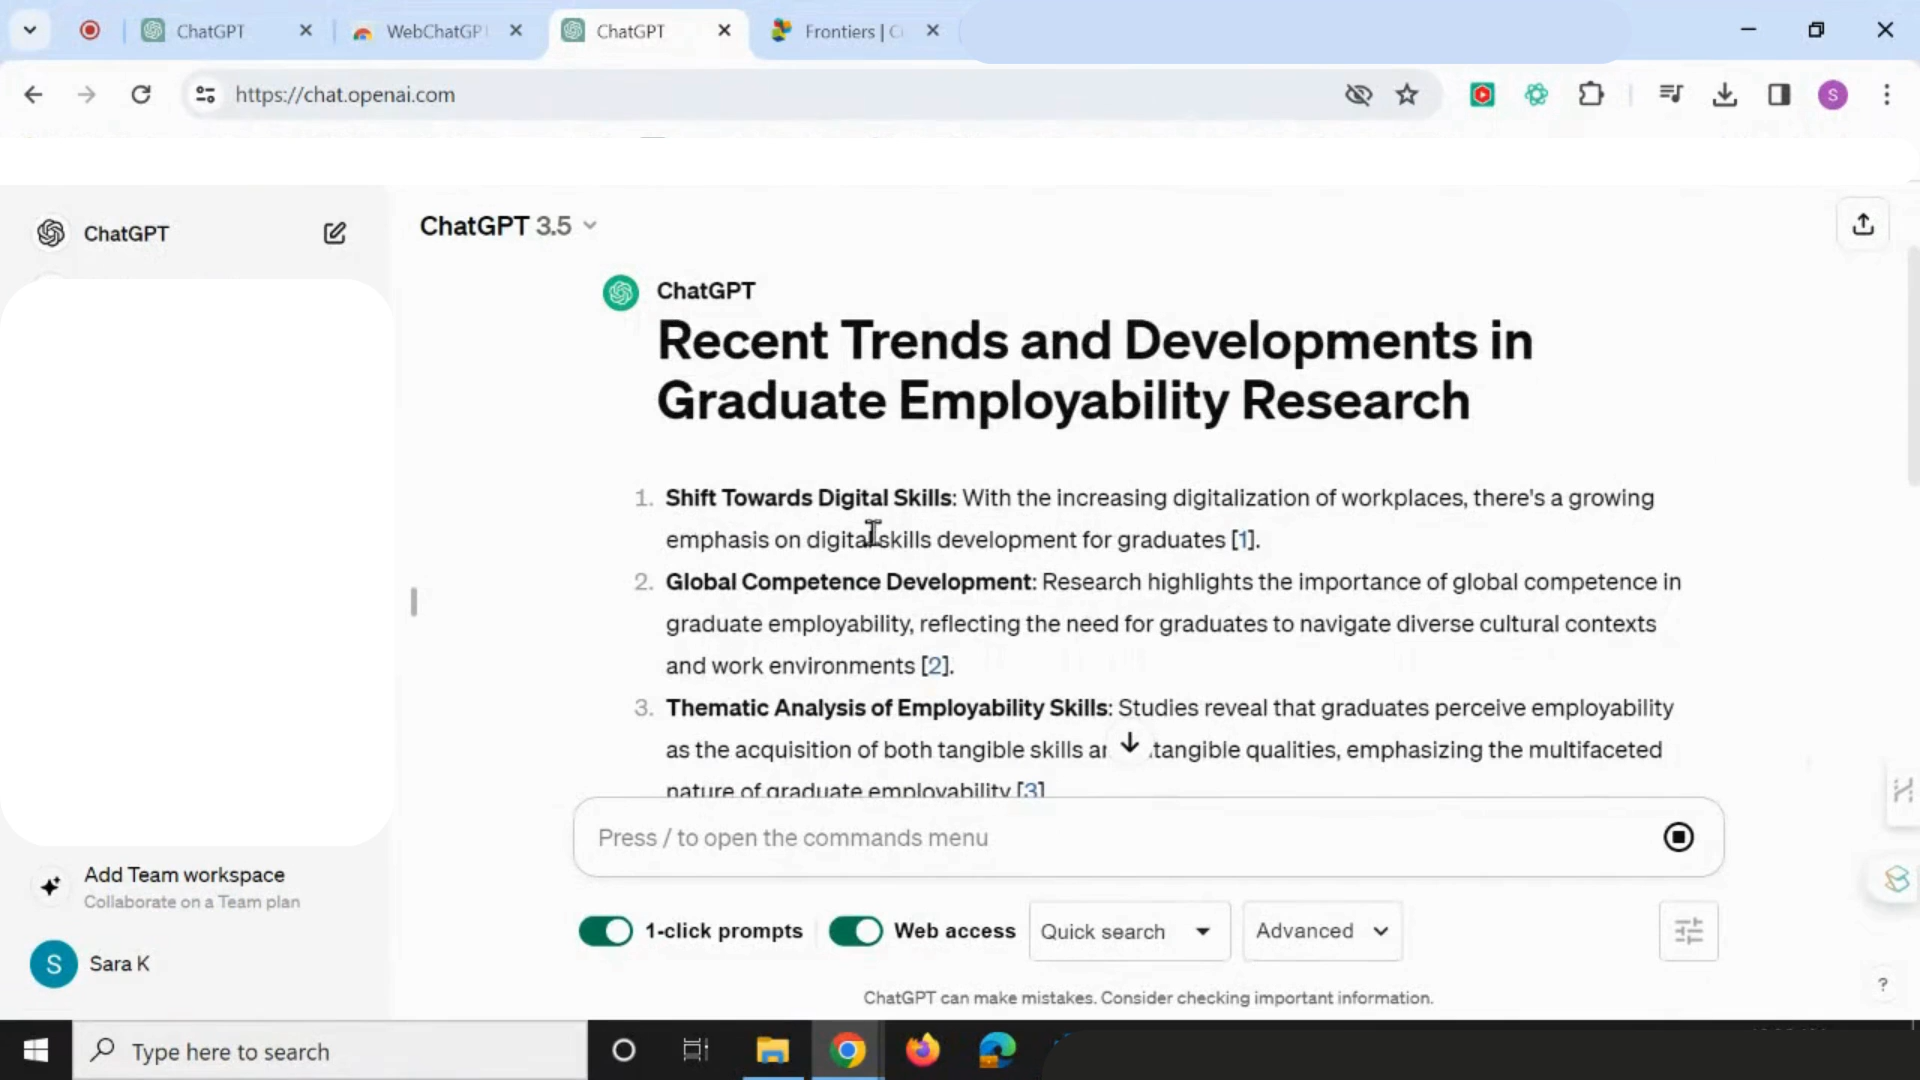 ChatGPT
WebChatGP
ChatGPT
Frontiers |
https://chat.openai.com
S
ChatGPT
ChatGPT 3.5
ChatGPT
Recent Trends and Developments in
Graduate Employability Research
1. Shift Towards Digital Skills: With the increasing digitalization of workplaces, there's a growing
emphasis on digital skills development for graduates [1].
2. Global Competence Development: Research highlights the importance of global competence in
graduate employability, reflecting the need for graduates to navigate diverse cultural contexts
and work environments [2].
3. Thematic Analysis of Employability Skills: Studies reveal that graduates perceive employability
as the acquisition of both tangible skills an tangible qualities, emphasizing the multifaceted
nature of graduate employability [3]
Press / to open the commands menu
Add Team workspace
Collaborate on a Team plan
1-click prompts
Web access
Quick search
Advanced
S
Sara K
?
ChatGPT can make mistakes. Consider checking important information.
Type here to search